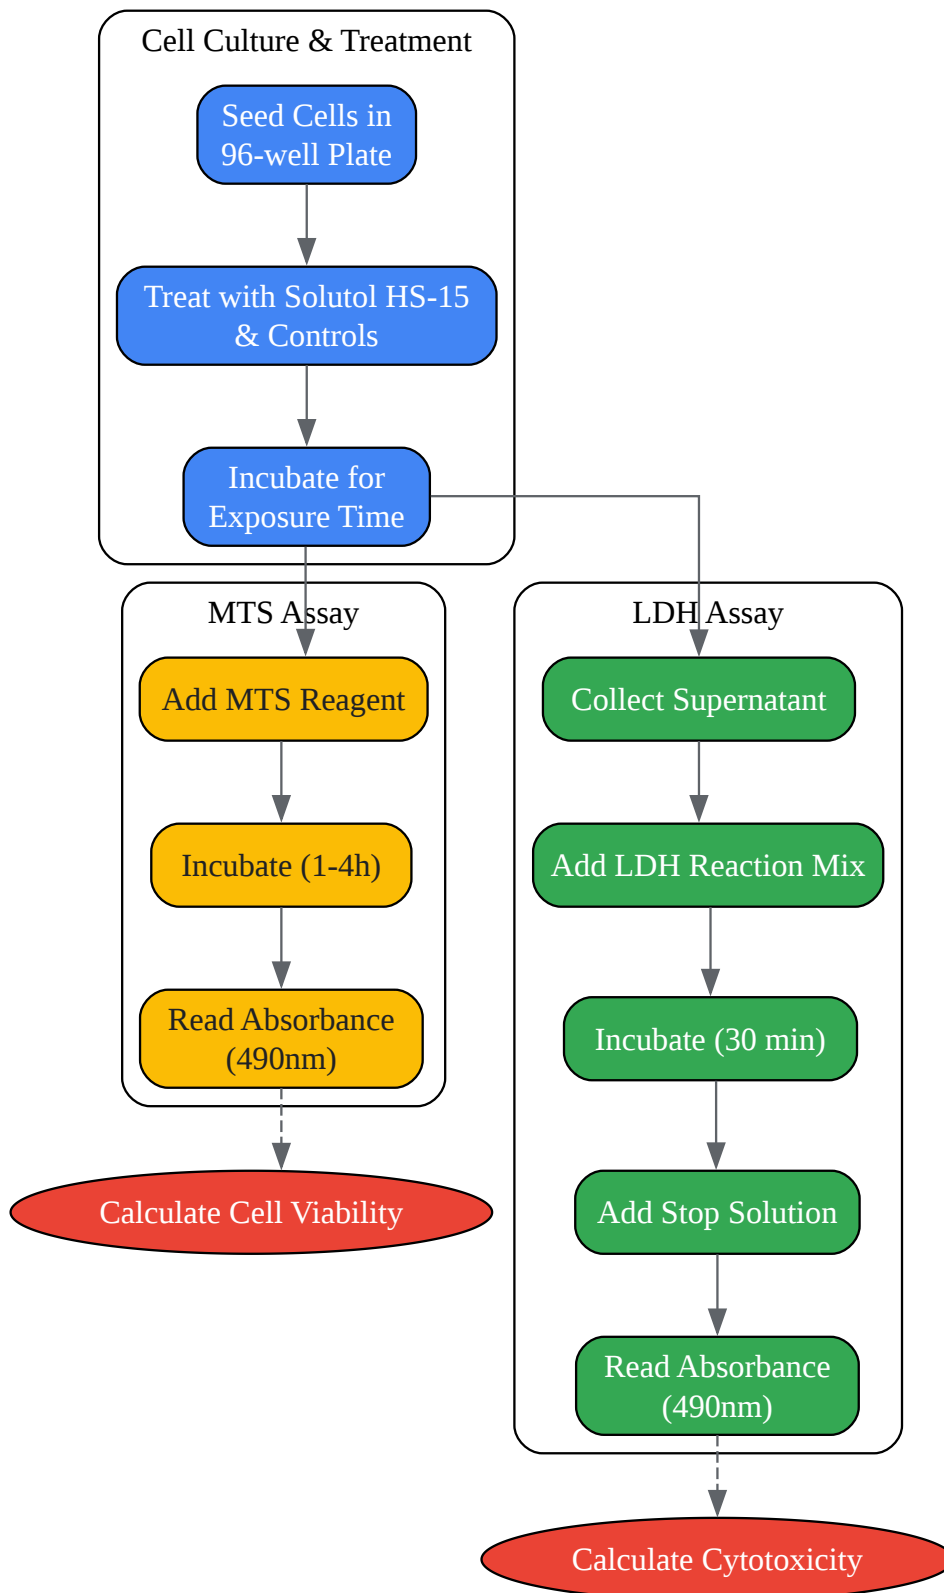 Cell Culture & Treatment
Seed Cells in
96-well Plate
Treat with Solutol HS-15
& Controls
Incubate for
Exposure Time
MTS Assay
Add MTS Reagent
Incubate (1-4h)
Read Absorbance
(490nm)
Calculate Cell Viability
LDH Assay
Collect Supernatant
Add LDH Reaction Mix
Incubate (30 min)
Add Stop Solution
Read Absorbance
(490nm)
Calculate Cytotoxicity